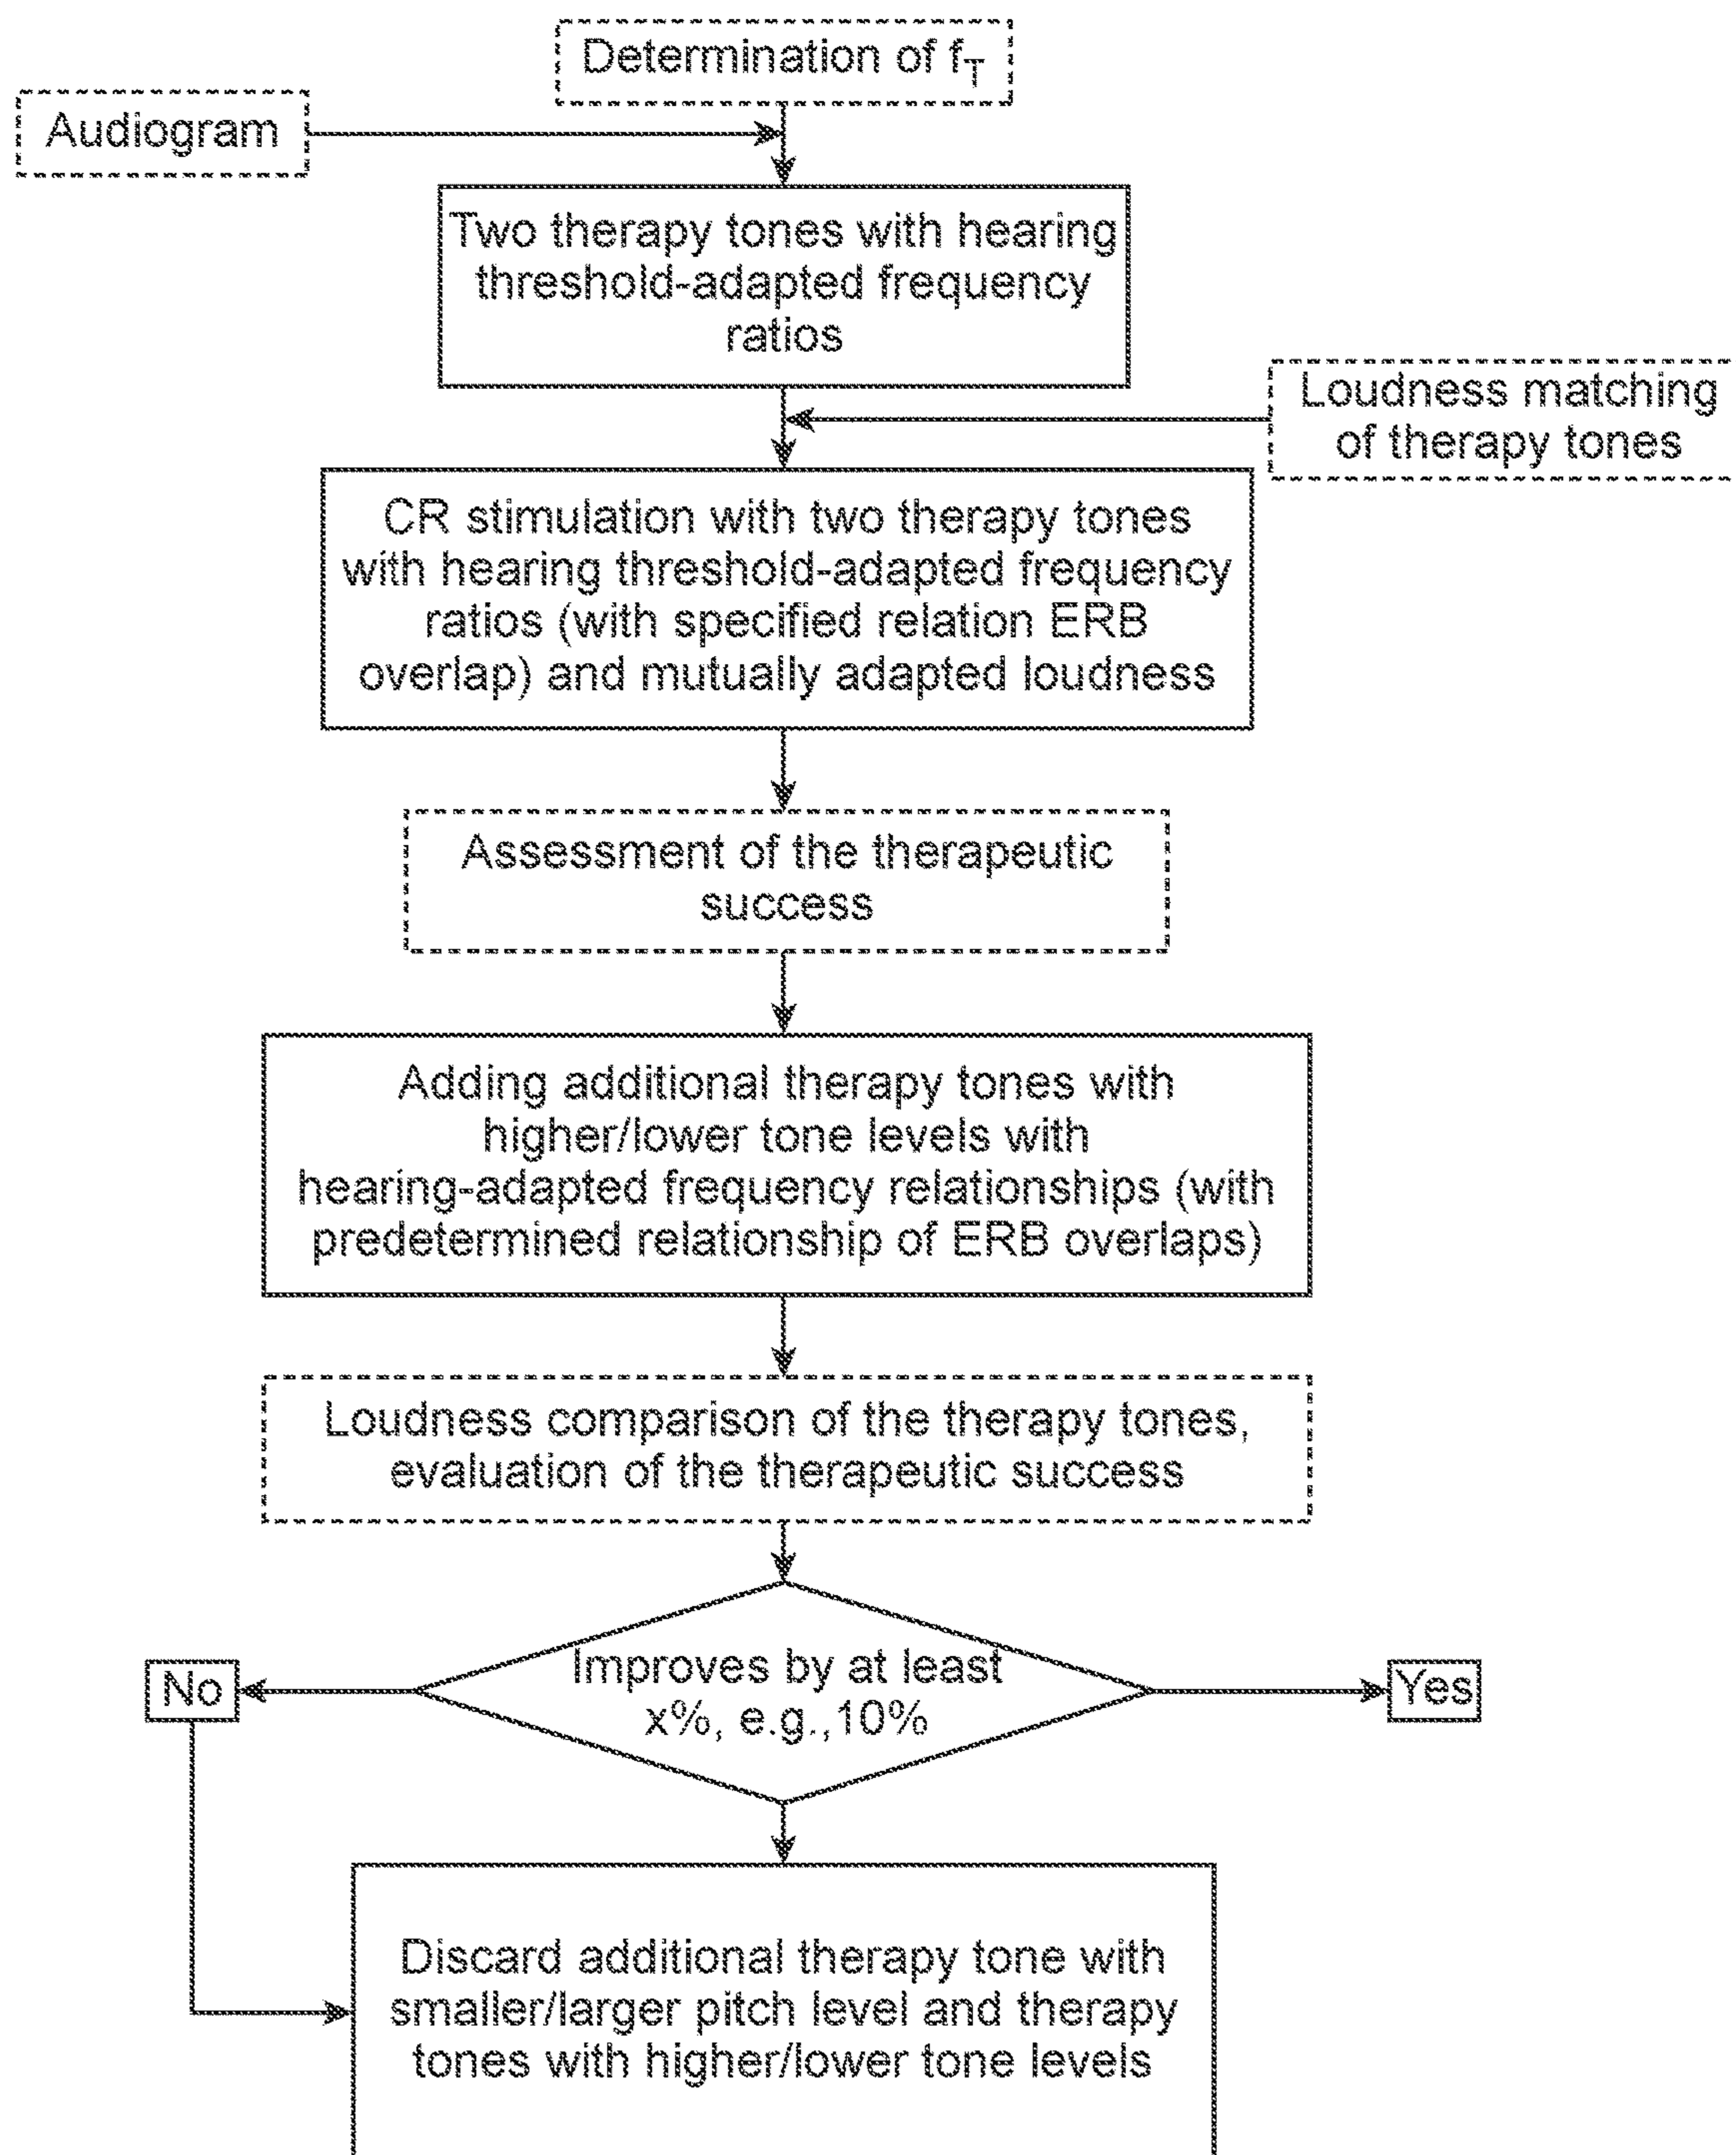 Determination of fT
Audiogram
Two therapy tones with hearing
threshold-adapted frequency
ratios
Loudness matching
of therapy tones
CR stimulation with two therapy tones
with hearing threshold-adapted frequency
ratios (with specified relation ERB
overlap) and mutually adapted loudness
Assessment of the therapeutic
success
Adding additional therapy tones with
higher/lower tone levels with
hearing-adapted frequency relationships (with
predetermined relationship of ERB overlaps)
Loudness comparison of the therapy tones,
evaluation of the therapeutic success
No
Improves by at least
x%, e.g.,10%
Yes
Discard additional therapy tone with
smaller/larger pitch level and therapy
tones with higher/lower tone levels